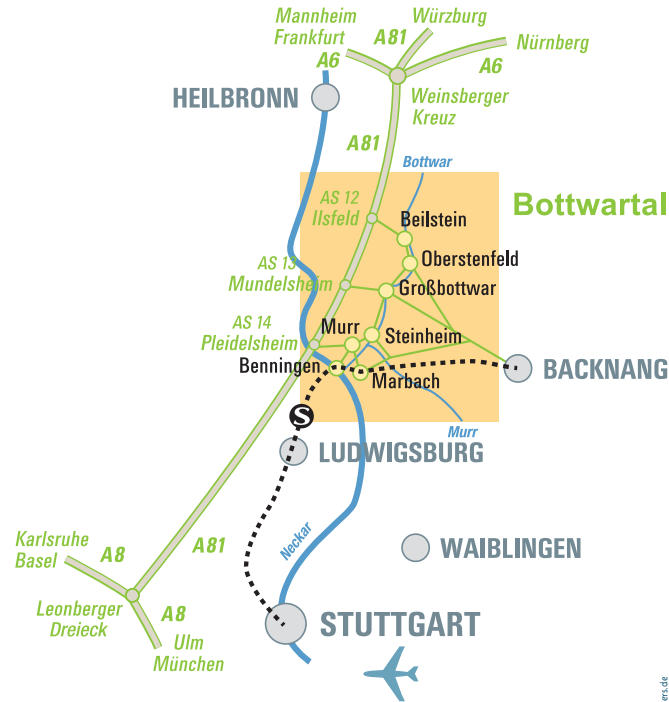 Mannheim
Frankfurt
A6
A81
Würzburg
Nürnberg
A6
HEILBRONN
Weinsberger
Kreuz
A81
Bottwar
AS 12
Ilsfeld
Beilstein
Bottwartal
Oberstenfeld
AS 13
Mundelsheim
Großbottwar
AS 14
Pleidelsheim
Murr
Steinheim
Benningen
Marbach
BACKNANG
S
Murr
LUDWIGSBURG
Karlsruhe
Basel
A8
A81
Neckar
WAIBLINGEN
Leonberger
Dreieck
A8
Ulm
München
STUTTGART
ers.de